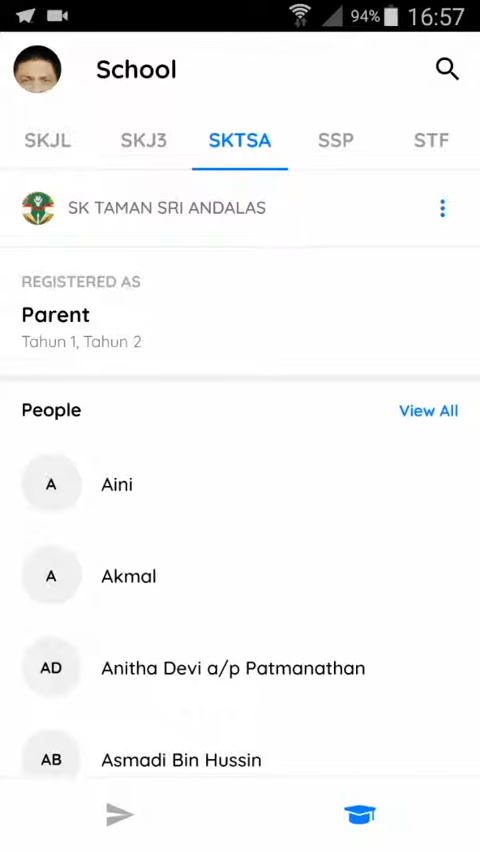 94% 16:57
School
SKJL SKJ3 SKTSA SSP STF
SK TAMAN SRI ANDALAS
REGISTERED AS
Parent
Tahun 1, Tahun 2
People View All
A Aini
A Akmal
AD Anitha Devi a/p Patmanathan
AB Asmadi Bin Hussin